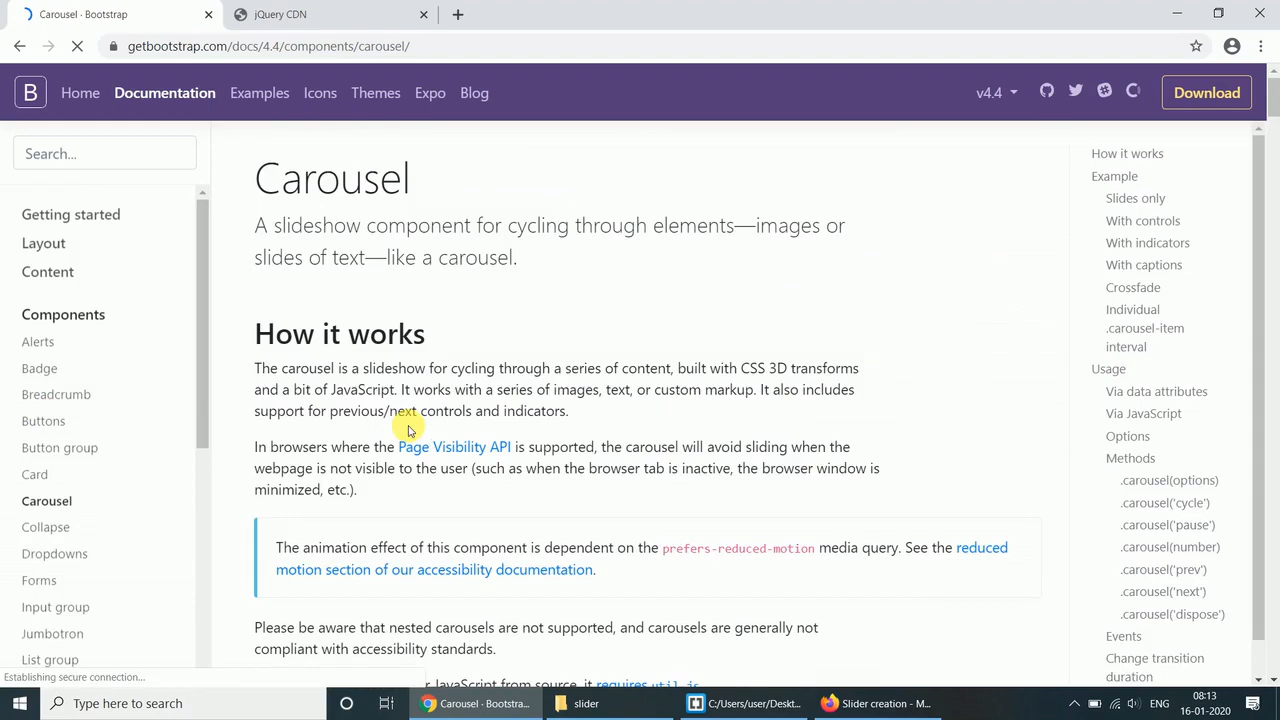 Carousel · Bootstrap
jQuery CDN
getbootstrap.com/docs/4.4/components/carousel/
B
Home
Documentation
Examples
Icons
Themes
Expo
Blog
v4.4
Download
Search...
Getting started
Layout
Content
Components
Alerts
Badge
Breadcrumb
Buttons
Button group
Card
Carousel
Collapse
Dropdowns
Forms
Input group
Jumbotron
List group
Carousel
A slideshow component for cycling through elements—images or
slides of text—like a carousel.
How it works
The carousel is a slideshow for cycling through a series of content, built with CSS 3D transforms
and a bit of JavaScript. It works with a series of images, text, or custom markup. It also includes
support for previous/next controls and indicators.
In browsers where the Page Visibility API is supported, the carousel will avoid sliding when the
webpage is not visible to the user (such as when the browser tab is inactive, the browser window is
minimized, etc.).
The animation effect of this component is dependent on the prefers-reduced-motion media query. See the reduced
motion section of our accessibility documentation.
Please be aware that nested carousels are not supported, and carousels are generally not
compliant with accessibility standards.
JavaScript from source, it requires util.js
How it works
Example
Slides only
With controls
With indicators
With captions
Crossfade
Individual
.carousel-item
interval
Usage
Via data attributes
Via JavaScript
Options
Methods
.carousel(options)
.carousel('cycle')
.carousel('pause')
.carousel(number)
.carousel('prev')
.carousel('next')
.carousel('dispose')
Events
Change transition
duration
Establishing secure connection...
Type here to search
Carousel · Bootstra...
slider
C:/Users/user/Deskt...
Slider creation - M...
ENG
08:13
16-01-2020